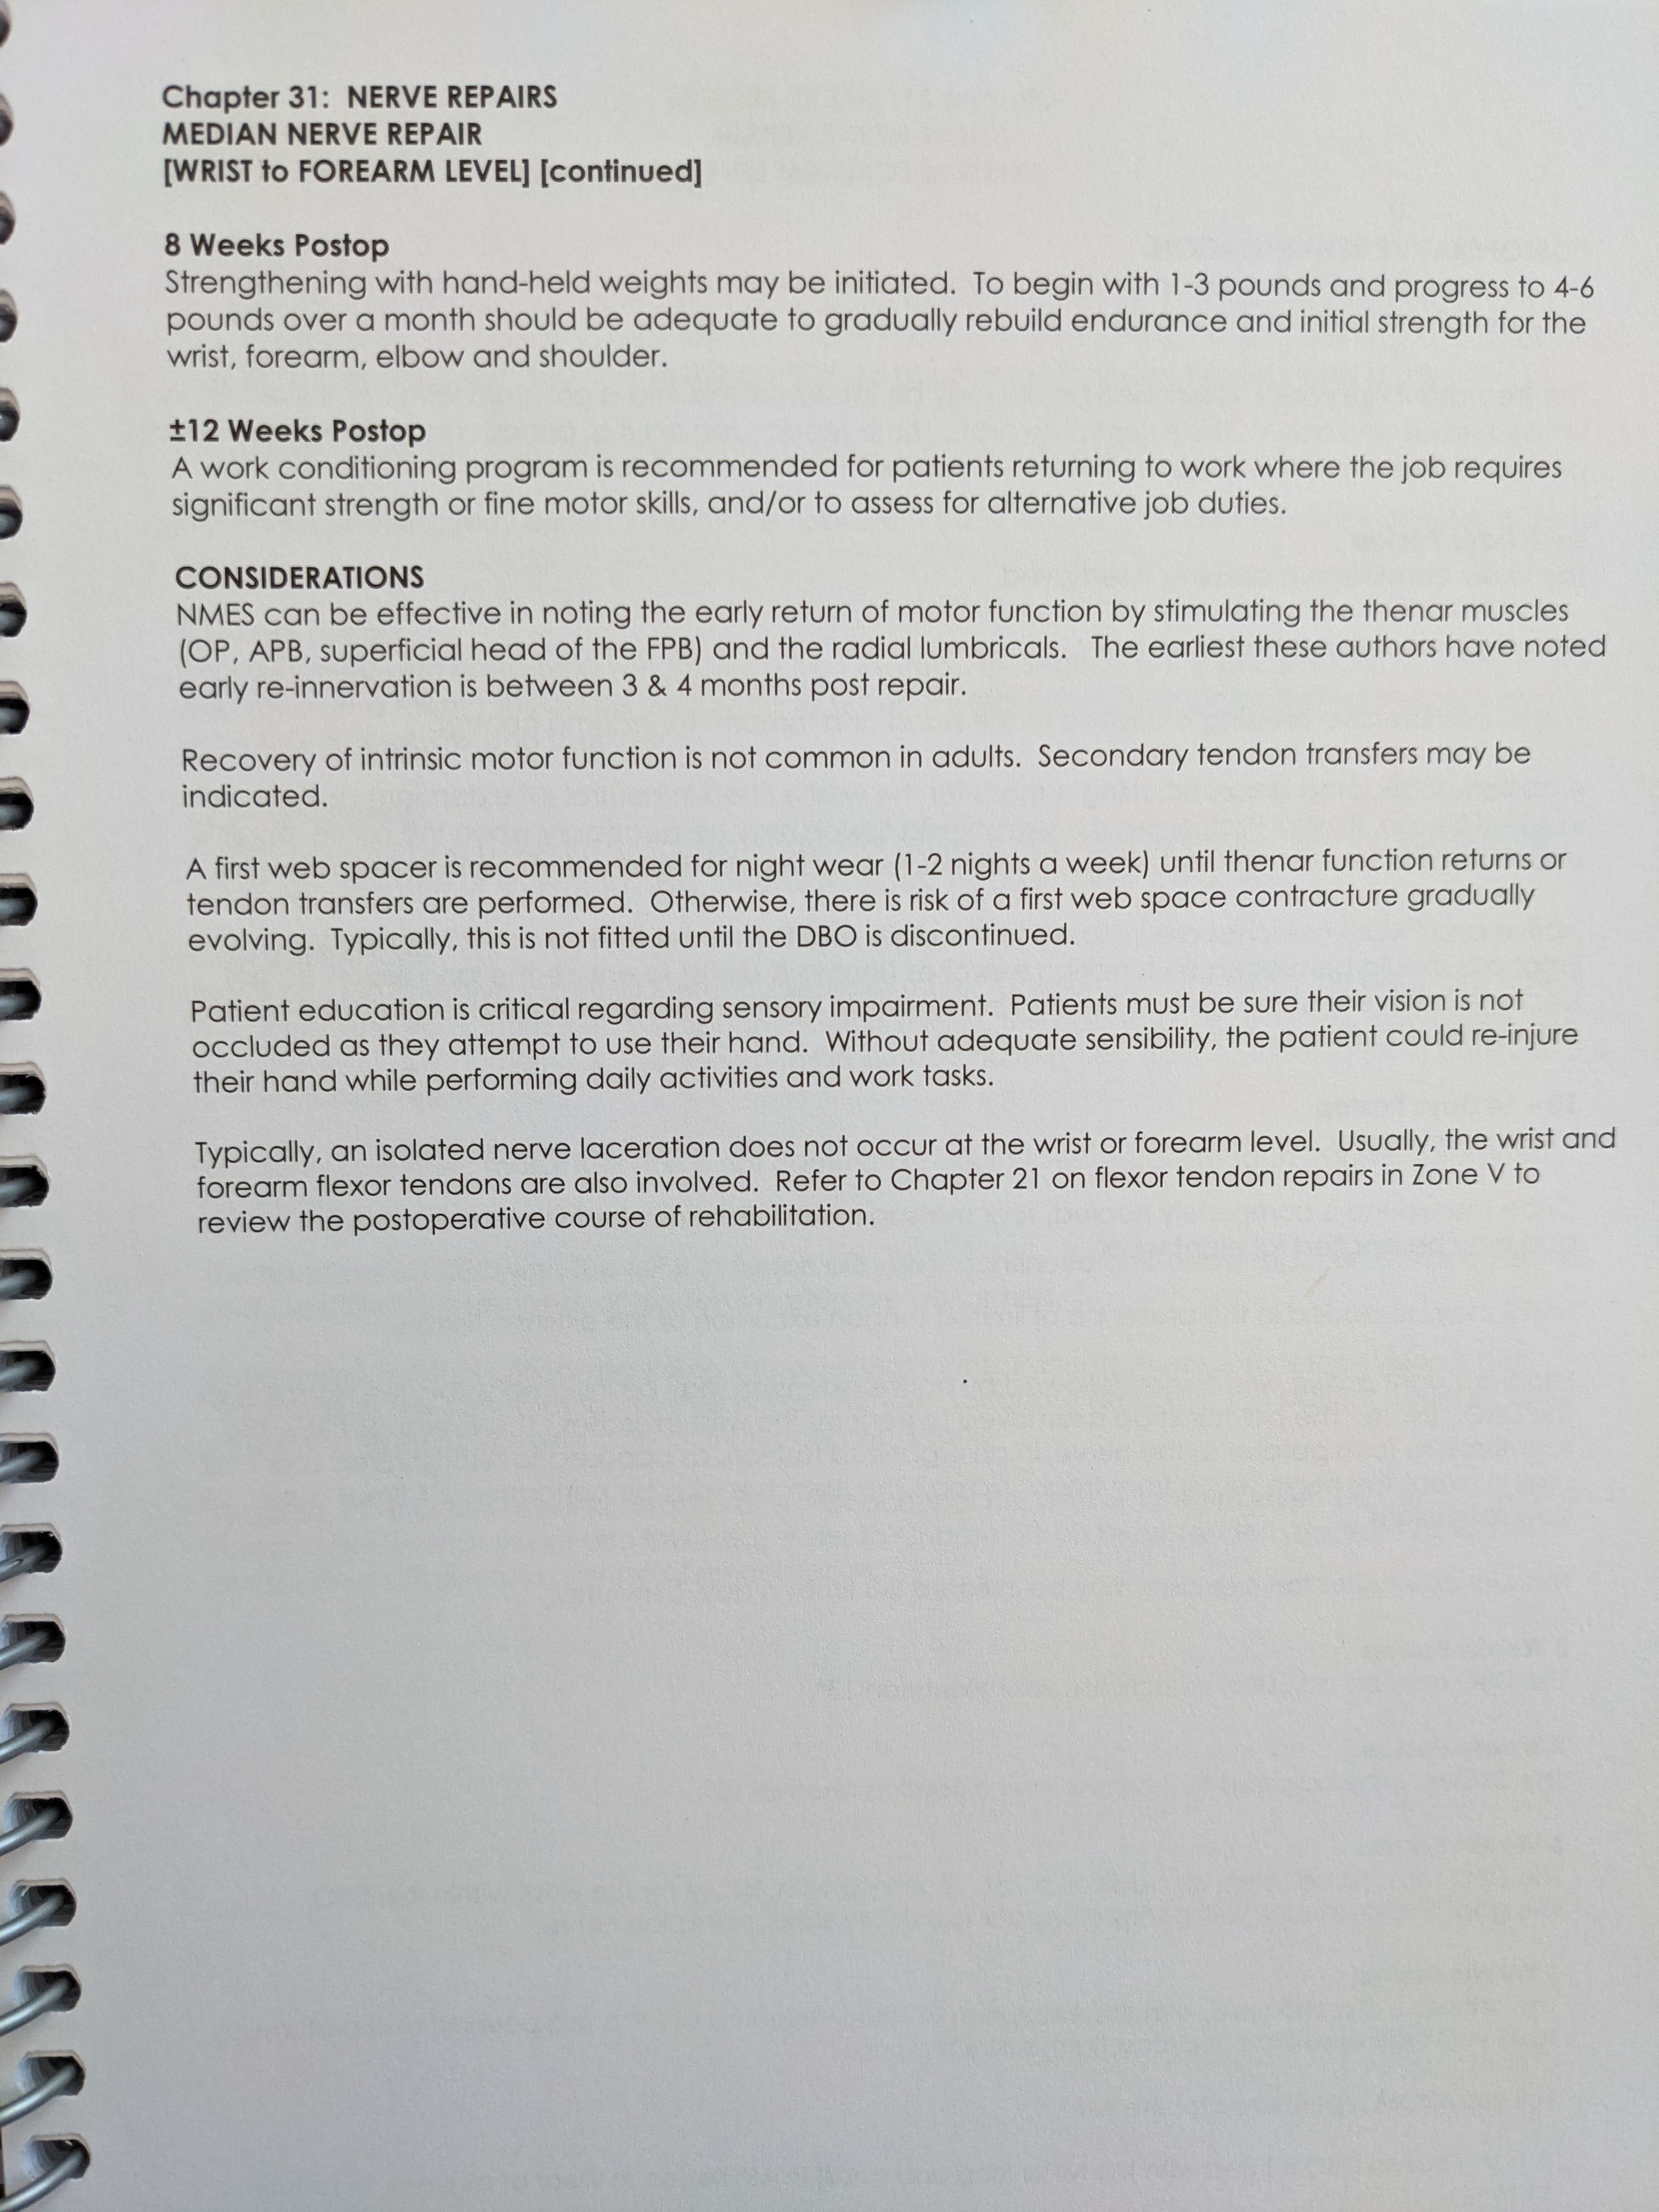 Chapter 31: NERVE REPAIRS
MEDIAN NERVE REPAIR
[WRIST to FOREARM LEVEL] [continued]
8 Weeks Postop
Strengthening with hand-held weights may be initiated. To begin with 1-3 pounds and progress to 4-6
pounds over a month should be adequate to gradually rebuild endurance and initial strength for the
wrist, forearm, elbow and shoulder.
±12 Weeks Postop
A work conditioning program is recommended for patients returning to work where the job requires
significant strength or fine motor skills, and/or to assess for alternative job duties.
CONSIDERATIONS
NMES can be effective in noting the early return of motor function by stimulating the thenar muscles
(OP, APB, superficial head of the FPB) and the radial lumbricals. The earliest these authors have noted
early re-innervation is between 3 & 4 months post repair.
Recovery of intrinsic motor function is not common in adults. Secondary tendon transfers may be
indicated.
A first web spacer is recommended for night wear (1-2 nights a week) until thenar function returns or
tendon transfers are performed. Otherwise, there is risk of a first web space contracture gradually
evolving. Typically, this is not fitted until the DBO is discontinued.
Patient education is critical regarding sensory impairment. Patients must be sure their vision is not
occluded as they attempt to use their hand. Without adequate sensibility, the patient could re-injure
their hand while performing daily activities and work tasks.
Typically, an isolated nerve laceration does not occur at the wrist or forearm level. Usually, the wrist and
forearm flexor tendons are also involved. Refer to Chapter 21 on flexor tendon repairs in Zone V to
review the postoperative course of rehabilitation.